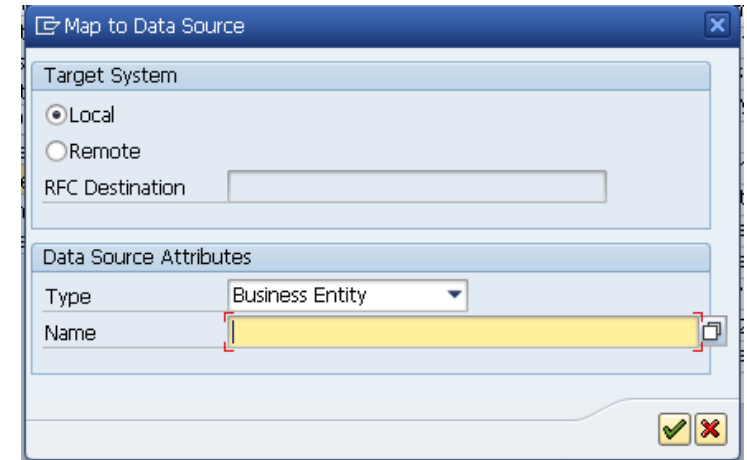 Map to Data Source
Target System
Local
Remote
RFC Destination
Data Source Attributes
Type Business Entity
Name